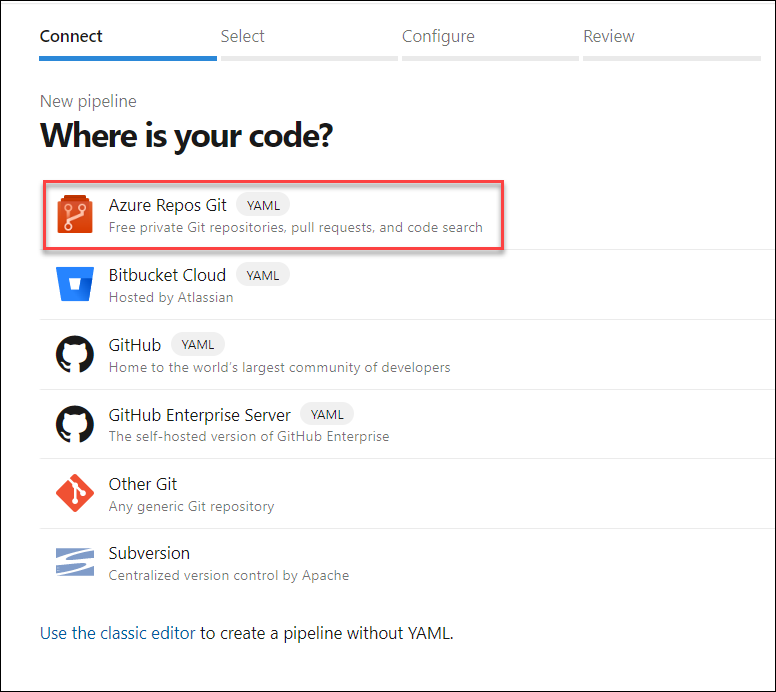 Connect Select Configure Review
New pipeline
Where is your code?
Azure Repos Git YAML
Free private Git repositories, pull requests, and code search
Bitbucket Cloud YAML
Hosted by Atlassian
GitHub YAML
Home to the world's largest community of developers
GitHub Enterprise Server YAML
The self-hosted version of GitHub Enterprise
Other Git
Any generic Git repository
Subversion
Centralized version control by Apache
Use the classic editor to create a pipeline without YAML.